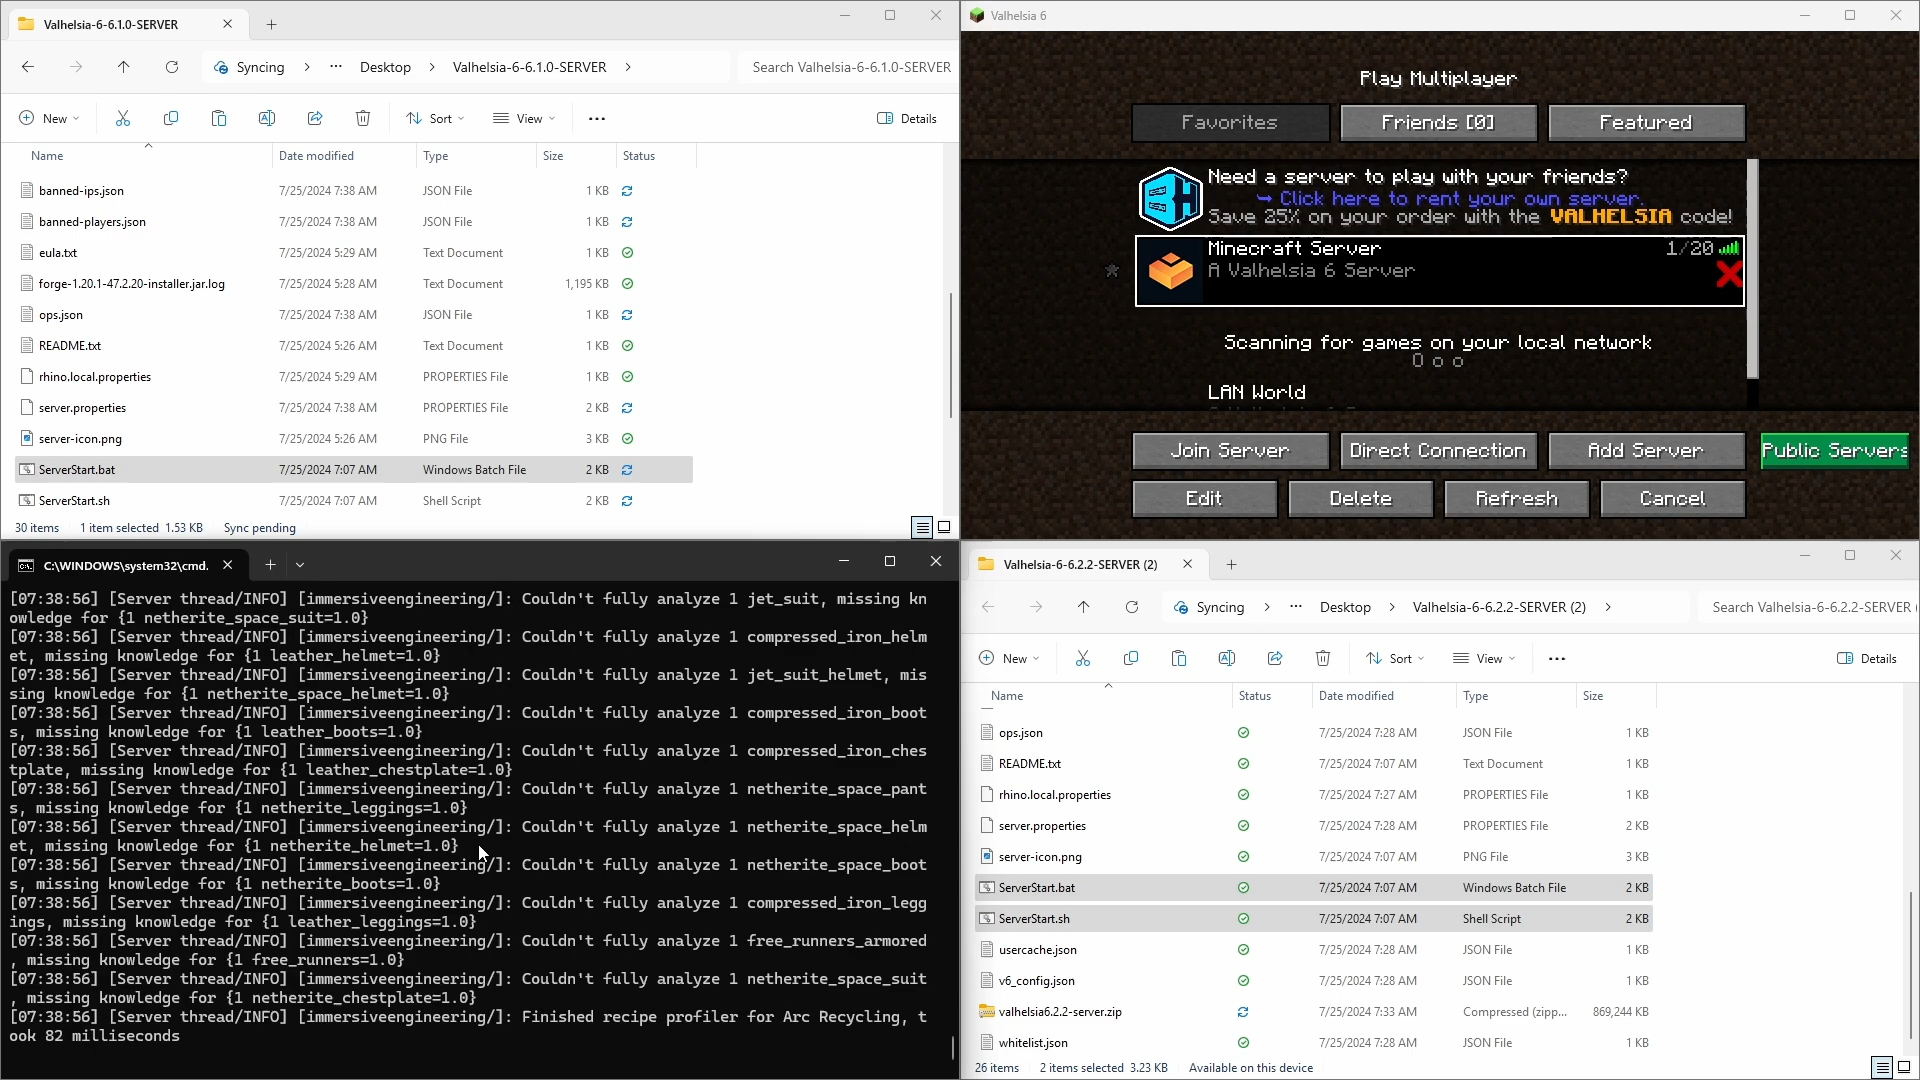 Valhelsia-6-6.1.0-SERVER
Syncing
Desktop
Valhelsia-6-6.1.0-SERVER
Search Valhelsia-6-6.1.0-SERVER
New
Sort
View
Details
Name Date modified Type Size Status
banned-ips.json 7/25/2024 7:38 AM JSON File 1 KB
banned-players.json 7/25/2024 7:38 AM JSON File 1 KB
eula.txt 7/25/2024 5:29 AM Text Document 1 KB
forge-1.20.1-47.2.20-installer.jar.log 7/25/2024 5:28 AM Text Document 1,195 KB
ops.json 7/25/2024 7:38 AM JSON File 1 KB
README.txt 7/25/2024 5:26 AM Text Document 1 KB
rhino.local.properties 7/25/2024 5:29 AM PROPERTIES File 1 KB
server.properties 7/25/2024 7:38 AM PROPERTIES File 2 KB
server-icon.png 7/25/2024 5:26 AM PNG File 3 KB
ServerStart.bat 7/25/2024 7:07 AM Windows Batch File 2 KB
ServerStart.sh 7/25/2024 7:07 AM Shell Script 2 KB
30 items 1 item selected 1.53 KB Sync pending
Valhelsia 6
Play Multiplayer
Favorites Friends [0] Featured
Need a server to play with your friends?
↪ Click here to rent your own server.
Save 25% on your order with the VALHELSIA code!
Minecraft Server 1/20
A Valhelsia 6 Server
Scanning for games on your local network
O o o
LAN World
Join Server Direct Connection Add Server Public Servers
Edit Delete Refresh Cancel
C:\WINDOWS\system32\cmd.
[07:38:56] [Server thread/INFO] [immersiveengineering/]: Couldn't fully analyze 1 jet_suit, missing kn
owledge for {1 netherite_space_suit=1.0}
[07:38:56] [Server thread/INFO] [immersiveengineering/]: Couldn't fully analyze 1 compressed_iron_helm
et, missing knowledge for {1 leather_helmet=1.0}
[07:38:56] [Server thread/INFO] [immersiveengineering/]: Couldn't fully analyze 1 jet_suit_helmet, mis
sing knowledge for {1 netherite_space_helmet=1.0}
[07:38:56] [Server thread/INFO] [immersiveengineering/]: Couldn't fully analyze 1 compressed_iron_boot
s, missing knowledge for {1 leather_boots=1.0}
[07:38:56] [Server thread/INFO] [immersiveengineering/]: Couldn't fully analyze 1 compressed_iron_ches
tplate, missing knowledge for {1 leather_chestplate=1.0}
[07:38:56] [Server thread/INFO] [immersiveengineering/]: Couldn't fully analyze 1 netherite_space_pant
s, missing knowledge for {1 netherite_leggings=1.0}
[07:38:56] [Server thread/INFO] [immersiveengineering/]: Couldn't fully analyze 1 netherite_space_helm
et, missing knowledge for {1 netherite_helmet=1.0}
[07:38:56] [Server thread/INFO] [immersiveengineering/]: Couldn't fully analyze 1 netherite_space_boot
s, missing knowledge for {1 netherite_boots=1.0}
[07:38:56] [Server thread/INFO] [immersiveengineering/]: Couldn't fully analyze 1 compressed_iron_legg
ings, missing knowledge for {1 leather_leggings=1.0}
[07:38:56] [Server thread/INFO] [immersiveengineering/]: Couldn't fully analyze 1 free_runners_armored
, missing knowledge for {1 free_runners=1.0}
[07:38:56] [Server thread/INFO] [immersiveengineering/]: Couldn't fully analyze 1 netherite_space_suit
, missing knowledge for {1 netherite_chestplate=1.0}
[07:38:56] [Server thread/INFO] [immersiveengineering/]: Finished recipe profiler for Arc Recycling, t
ook 82 milliseconds
Valhelsia-6-6.2.2-SERVER (2)
Syncing
Desktop
Valhelsia-6-6.2.2-SERVER (2)
Search Valhelsia-6-6.2.2-SERVER (
New
Sort
View
Details
Name Status Date modified Type Size
ops.json 7/25/2024 7:28 AM JSON File 1 KB
README.txt 7/25/2024 7:07 AM Text Document 1 KB
rhino.local.properties 7/25/2024 7:27 AM PROPERTIES File 1 KB
server.properties 7/25/2024 7:28 AM PROPERTIES File 2 KB
server-icon.png 7/25/2024 7:07 AM PNG File 3 KB
ServerStart.bat 7/25/2024 7:07 AM Windows Batch File 2 KB
ServerStart.sh 7/25/2024 7:07 AM Shell Script 2 KB
usercache.json 7/25/2024 7:28 AM JSON File 1 KB
v6_config.json 7/25/2024 7:28 AM JSON File 1 KB
valhelsia6.2.2-server.zip 7/25/2024 7:33 AM Compressed (zipp... 869,244 KB
whitelist.json 7/25/2024 7:28 AM JSON File 1 KB
26 items 2 items selected 3.23 KB Available on this device